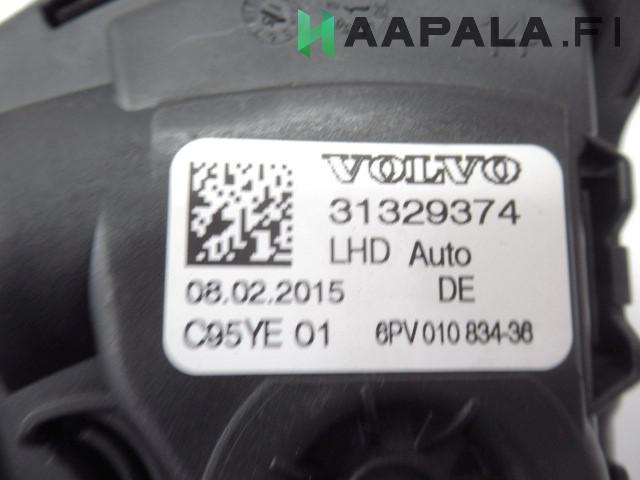 HAAPALA.FI
VOLVO
31329374
LHD Auto
08.02.2015 DE
C95YE 01 6PV 010 834-36